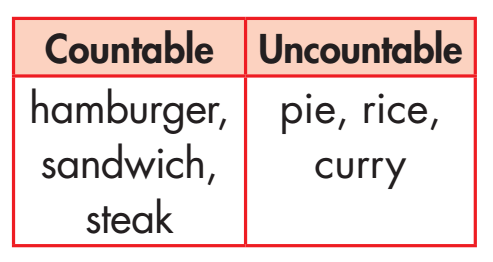 Countable Uncountable
hamburger, pie, rice,
sandwich, curry
steak